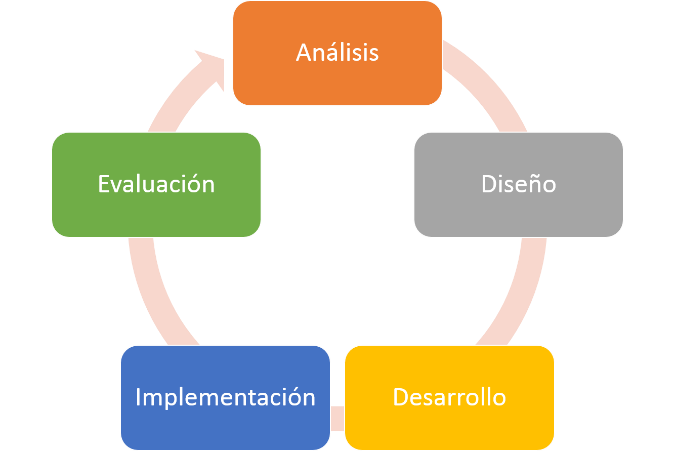 Análisis
Diseño
Desarrollo
Implementación
Evaluación